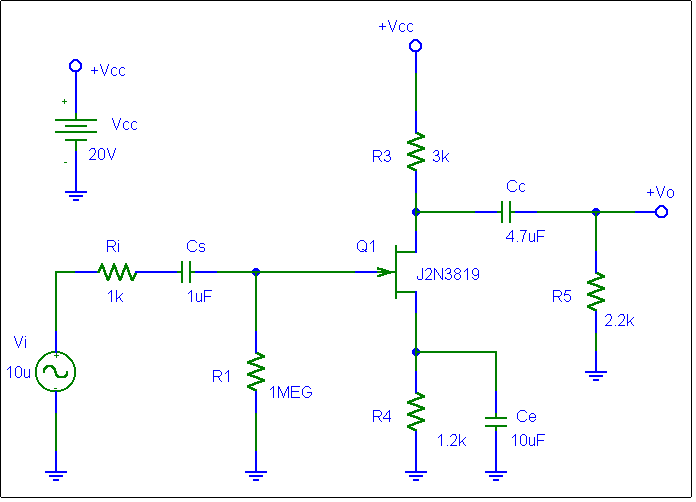 +Vcc
+Vcc
+
Vcc
-
20V
R3
3k
Cc
4.7uF
+Vo
Ri
1k
Cs
1uF
Q1
J2N3819
R5
2.2k
Vi
+
10u
-
R1
1MEG
R4
1.2k
Ce
10uF